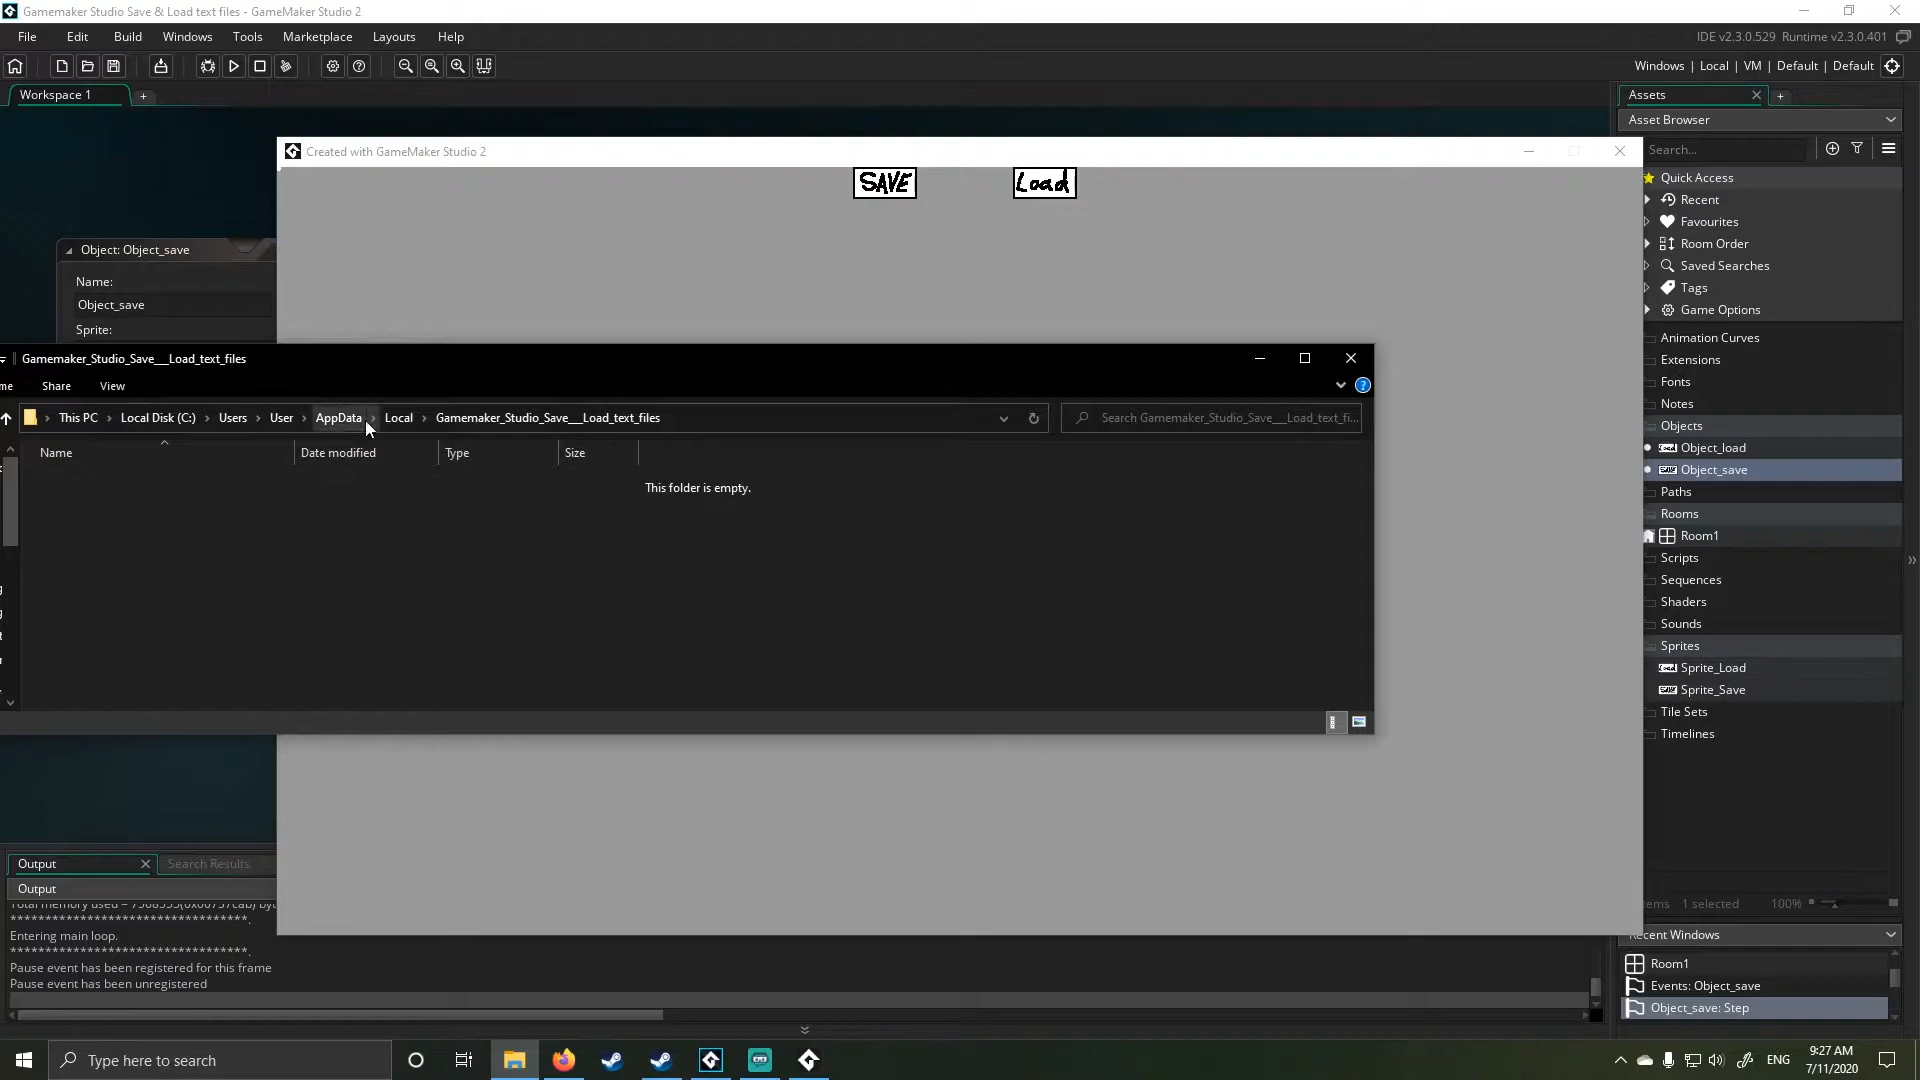 Gamemaker Studio Save & Load text files - GameMaker Studio 2
File Edit Build Windows Tools Marketplace Layouts Help
IDE v2.3.0.529 Runtime v2.3.0.401
Windows | Local | VM | Default | Default
Workspace 1
Assets
Asset Browser
Search...
Created with GameMaker Studio 2
SAVE Load
Quick Access
Recent
Favourites
Room Order
Saved Searches
Tags
Game Options
Animation Curves
Extensions
Fonts
Notes
Objects
Object_load
Object_save
Paths
Rooms
Room1
Scripts
Sequences
Shaders
Sounds
Sprites
Sprite_Load
Sprite_Save
Tile Sets
Timelines
Object: Object_save
Name:
Object_save
Sprite:
Gamemaker_Studio_Save___Load_text_files
me Share View
This PC Local Disk (C:) Users User AppData Local Gamemaker_Studio_Save___Load_text_files
Search Gamemaker_Studio_Save___Load_text_fi...
Name Date modified Type Size
This folder is empty.
Output Search Results
Output
**********************************.
Entering main loop.
**********************************.
Pause event has been registered for this frame
Pause event has been unregistered
tems 1 selected 100%
Recent Windows
Room1
Events: Object_save
Object_save: Step
Type here to search
ENG
9:27 AM
7/11/2020